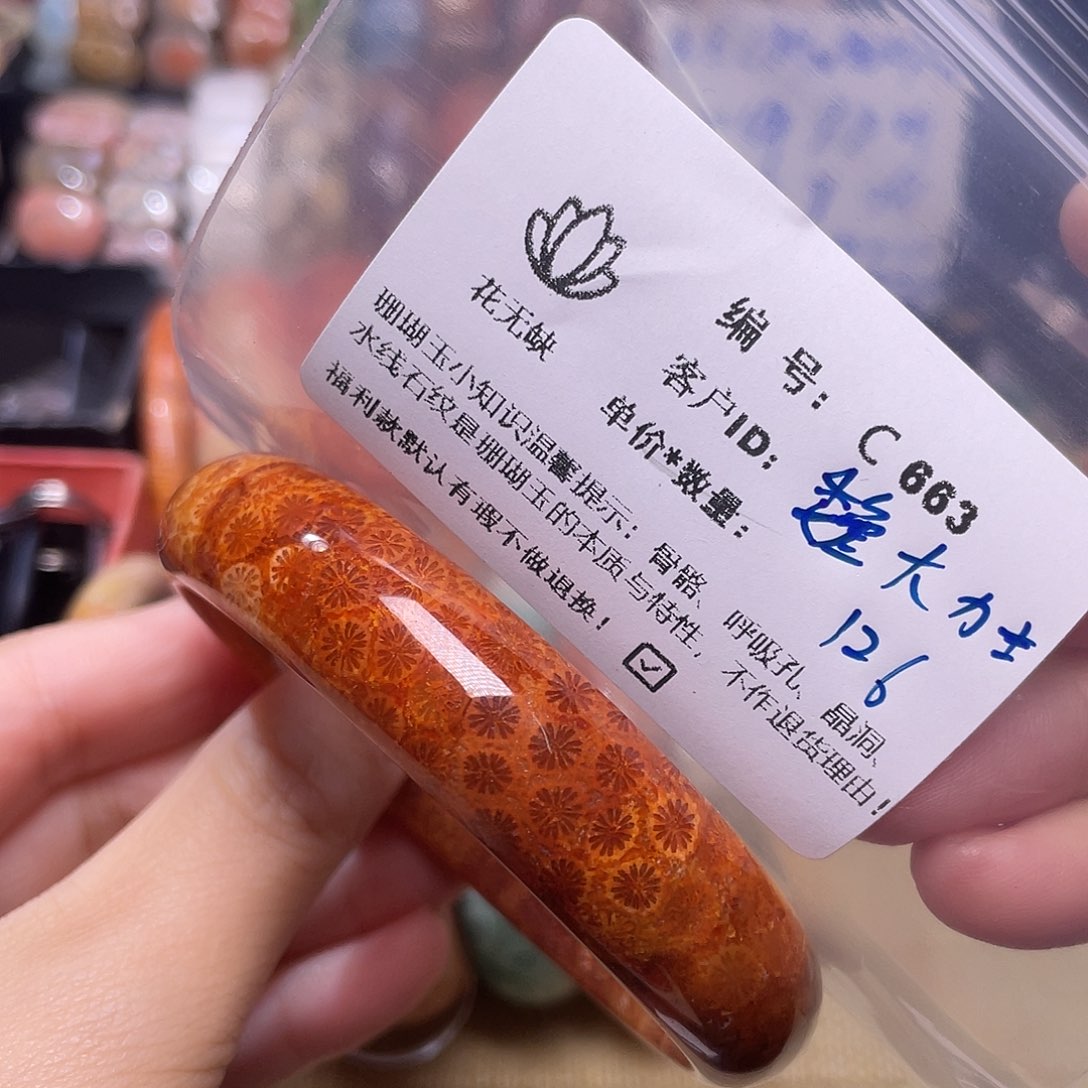 花无缺
编 号: C 663
客户ID: 大力士
单价*数量: 126
珊瑚玉小知识温馨提示: 骨骼、呼吸孔、晶洞、
水线石纹是珊瑚玉的本质与特性, 不作退货理由!
福利款默认有瑕不做退换! ☑